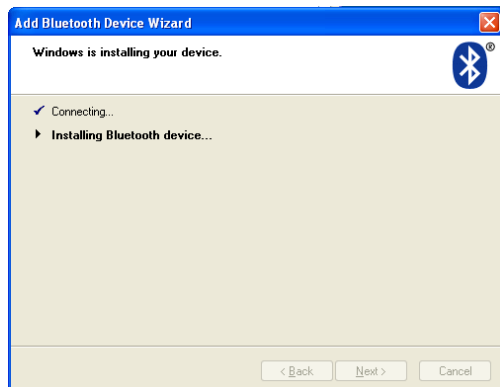 Add Bluetooth Device Wizard
Windows is installing your device.
®
Connecting...
Installing Bluetooth device...
< Back Next > Cancel